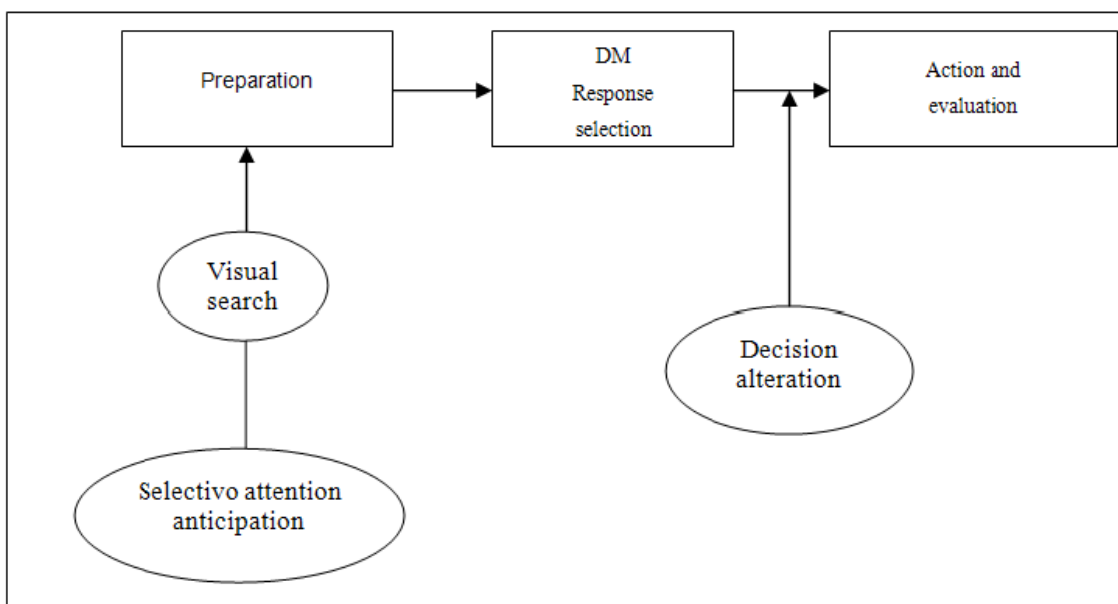 Preparation
DM
Response
selection
Action and
evaluation
Visual
search
Decision
alteration
Selectivo attention
anticipation